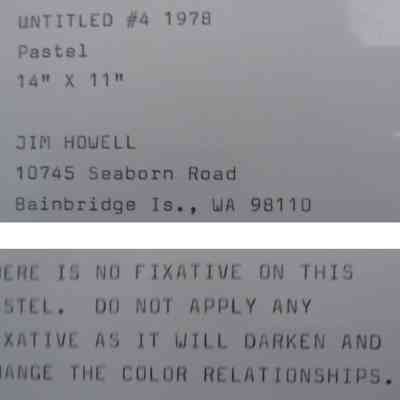 UNTITLED #4 1978
Pastel
14" X 11"
JIM HOWELL
10745 Seaborn Road
Bainbridge Is., WA 98110
ERE IS NO FIXATIVE ON THIS
STEL. DO NOT APPLY ANY
XATIVE AS IT WILL DARKEN AND
ANGE THE COLOR RELATIONSHIPS.